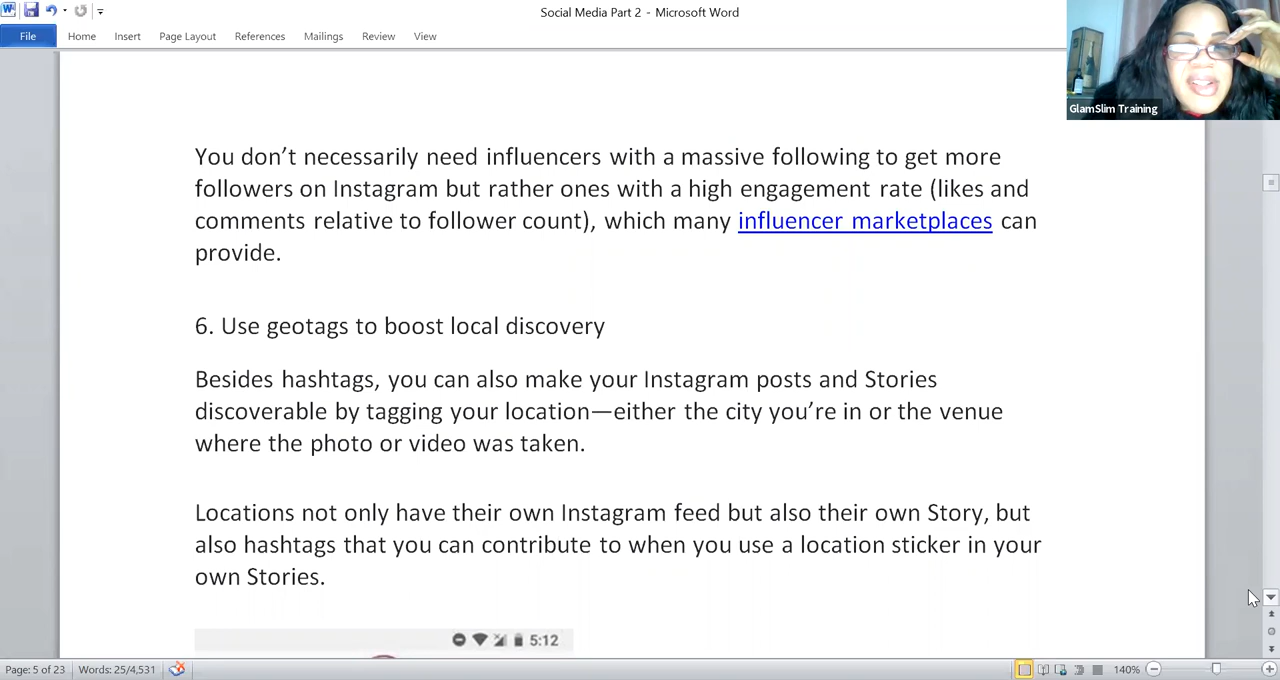 Social Media Part 2 - Microsoft Word
File Home Insert Page Layout References Mailings Review View
GlamSlim Training
You don’t necessarily need influencers with a massive following to get more
followers on Instagram but rather ones with a high engagement rate (likes and
comments relative to follower count), which many influencer marketplaces can
provide.
6. Use geotags to boost local discovery
Besides hashtags, you can also make your Instagram posts and Stories
discoverable by tagging your location—either the city you’re in or the venue
where the photo or video was taken.
Locations not only have their own Instagram feed but also their own Story, but
also hashtags that you can contribute to when you use a location sticker in your
own Stories.
5:12
Page: 5 of 23 Words: 25/4,531 140%